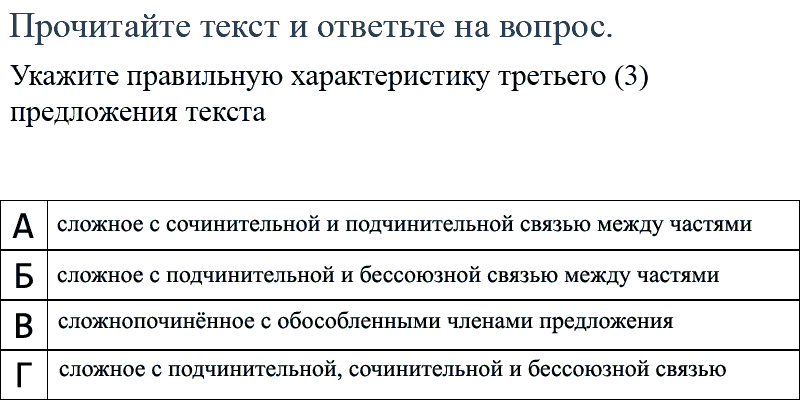 Прочитайте текст и ответьте на вопрос.
Укажите правильную характеристику третьего (3)
предложения текста
А сложное с сочинительной и подчинительной связью между частями
Б сложное с подчинительной и бессоюзной связью между частями
В сложнопочинённое с обособленными членами предложения
Г сложное с подчинительной, сочинительной и бессоюзной связью